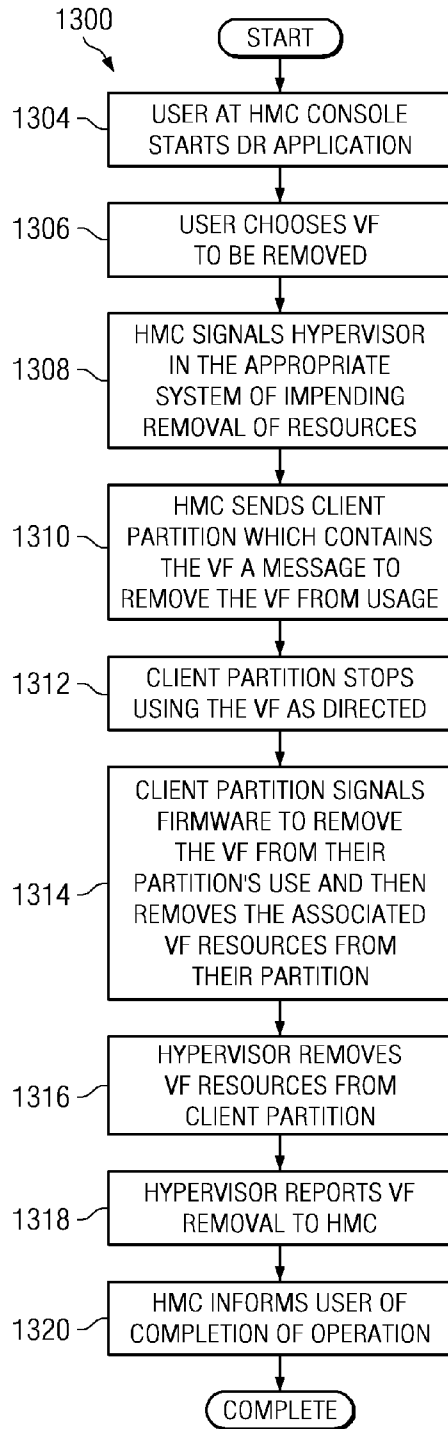 1300
START
1304
USER AT HMC CONSOLE
STARTS DR APPLICATION
1306
USER CHOOSES VF
TO BE REMOVED
1308
HMC SIGNALS HYPERVISOR
IN THE APPROPRIATE
SYSTEM OF IMPENDING
REMOVAL OF RESOURCES
1310
HMC SENDS CLIENT
PARTITION WHICH CONTAINS
THE VF A MESSAGE TO
REMOVE THE VF FROM USAGE
1312
CLIENT PARTITION STOPS
USING THE VF AS DIRECTED
1314
CLIENT PARTITION SIGNALS
FIRMWARE TO REMOVE
THE VF FROM THEIR
PARTITION'S USE AND THEN
REMOVES THE ASSOCIATED
VF RESOURCES FROM
THEIR PARTITION
1316
HYPERVISOR REMOVES
VF RESOURCES FROM
CLIENT PARTITION
1318
HYPERVISOR REPORTS VF
REMOVAL TO HMC
1320
HMC INFORMS USER OF
COMPLETION OF OPERATION
COMPLETE